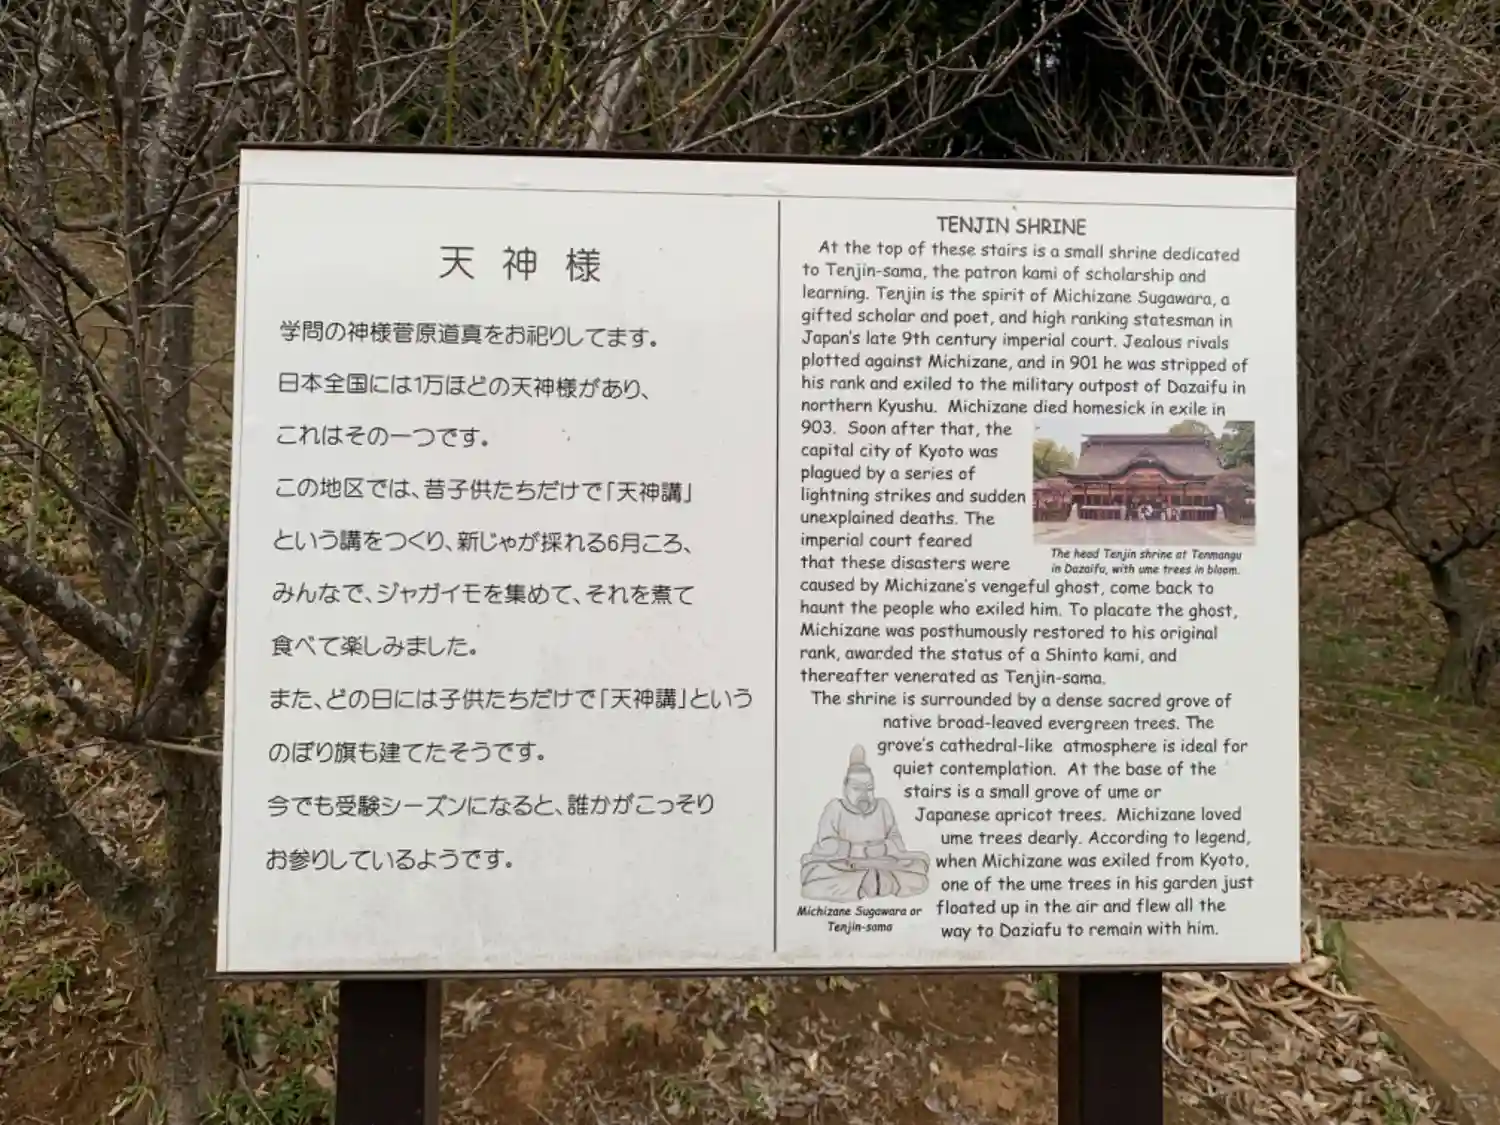 天神様
学問の神様菅原道真をお祀りしてます。
日本全国には1万ほどの天神様があり、
これはその一つです。
この地区では、昔子供たちだけで「天神講」
という講をつくり、新じゃが採れる6月ころ、
みんなで、ジャガイモを集めて、それを煮て
食べて楽しみました。
また、どの日には子供たちだけで「天神講」という
のぼり旗も建てたそうです。
今でも受験シーズンになると、誰かがこっそり
お参りしているようです。
TENJIN SHRINE
At the top of these stairs is a small shrine dedicated
to Tenjin-sama, the patron kami of scholarship and
learning. Tenjin is the spirit of Michizane Sugawara, a
gifted scholar and poet, and high ranking statesman in
Japan's late 9th century imperial court. Jealous rivals
plotted against Michizane, and in 901 he was stripped of
his rank and exiled to the military outpost of Dazaifu in
northern Kyushu. Michizane died homesick in exile in
903. Soon after that, the
capital city of Kyoto was
plagued by a series of
lightning strikes and sudden
unexplained deaths. The
imperial court feared
that these disasters were
The head Tenjin shrine at Tenmangu
in Dazaifu, with ume trees in bloom.
caused by Michizane's vengeful ghost, come back to
haunt the people who exiled him. To placate the ghost,
Michizane was posthumously restored to his original
rank, awarded the status of a Shinto kami, and
thereafter venerated as Tenjin-sama.
The shrine is surrounded by a dense sacred grove of
native broad-leaved evergreen trees. The
grove's cathedral-like atmosphere is ideal for
quiet contemplation. At the base of the
stairs is a small grove of ume or
Japanese apricot trees. Michizane loved
ume trees dearly. According to legend,
when Michizane was exiled from Kyoto,
one of the ume trees in his garden just
floated up in the air and flew all the
way to Daziafu to remain with him.
Michizane Sugawara or
Tenjin-sama